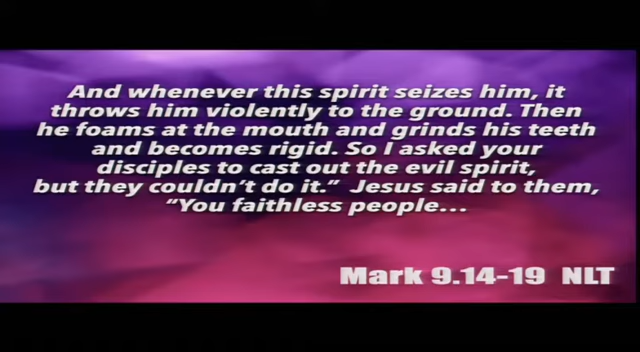 And whenever this spirit seizes him, it
throws him violently to the ground. Then
he foams at the mouth and grinds his teeth
and becomes rigid. So I asked your
disciples to cast out the evil spirit,
but they couldn't do it.” Jesus said to them,
“You faithless people...
Mark 9.14-19 NLT